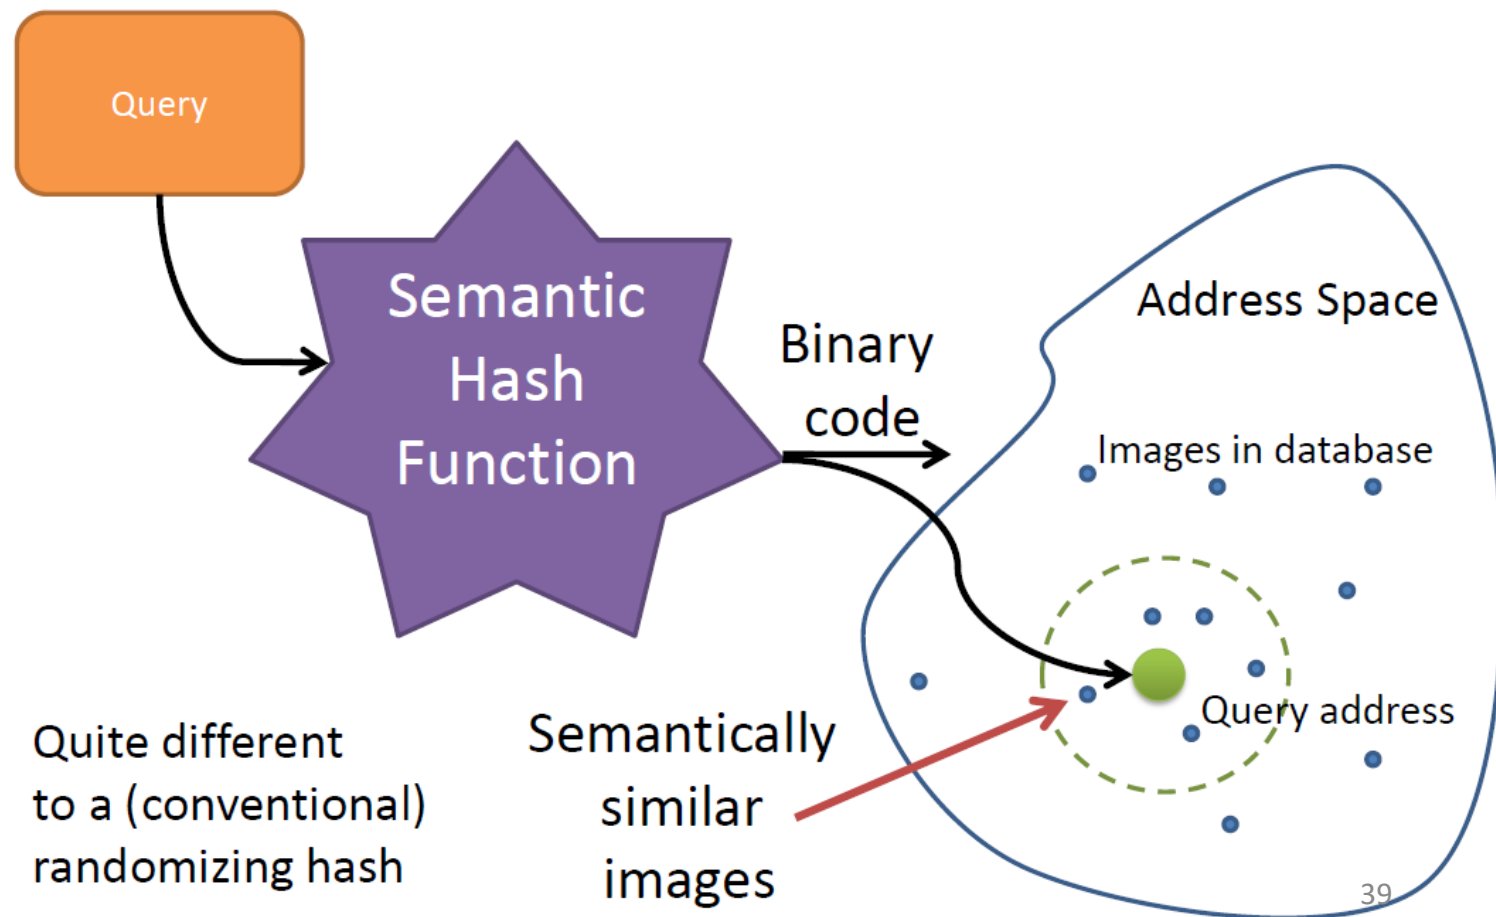 Query
Semantic
Hash
Function
Binary
code
Address Space
Images in database
Query address
Semantically
similar
images
Quite different
to a (conventional)
randomizing hash
39